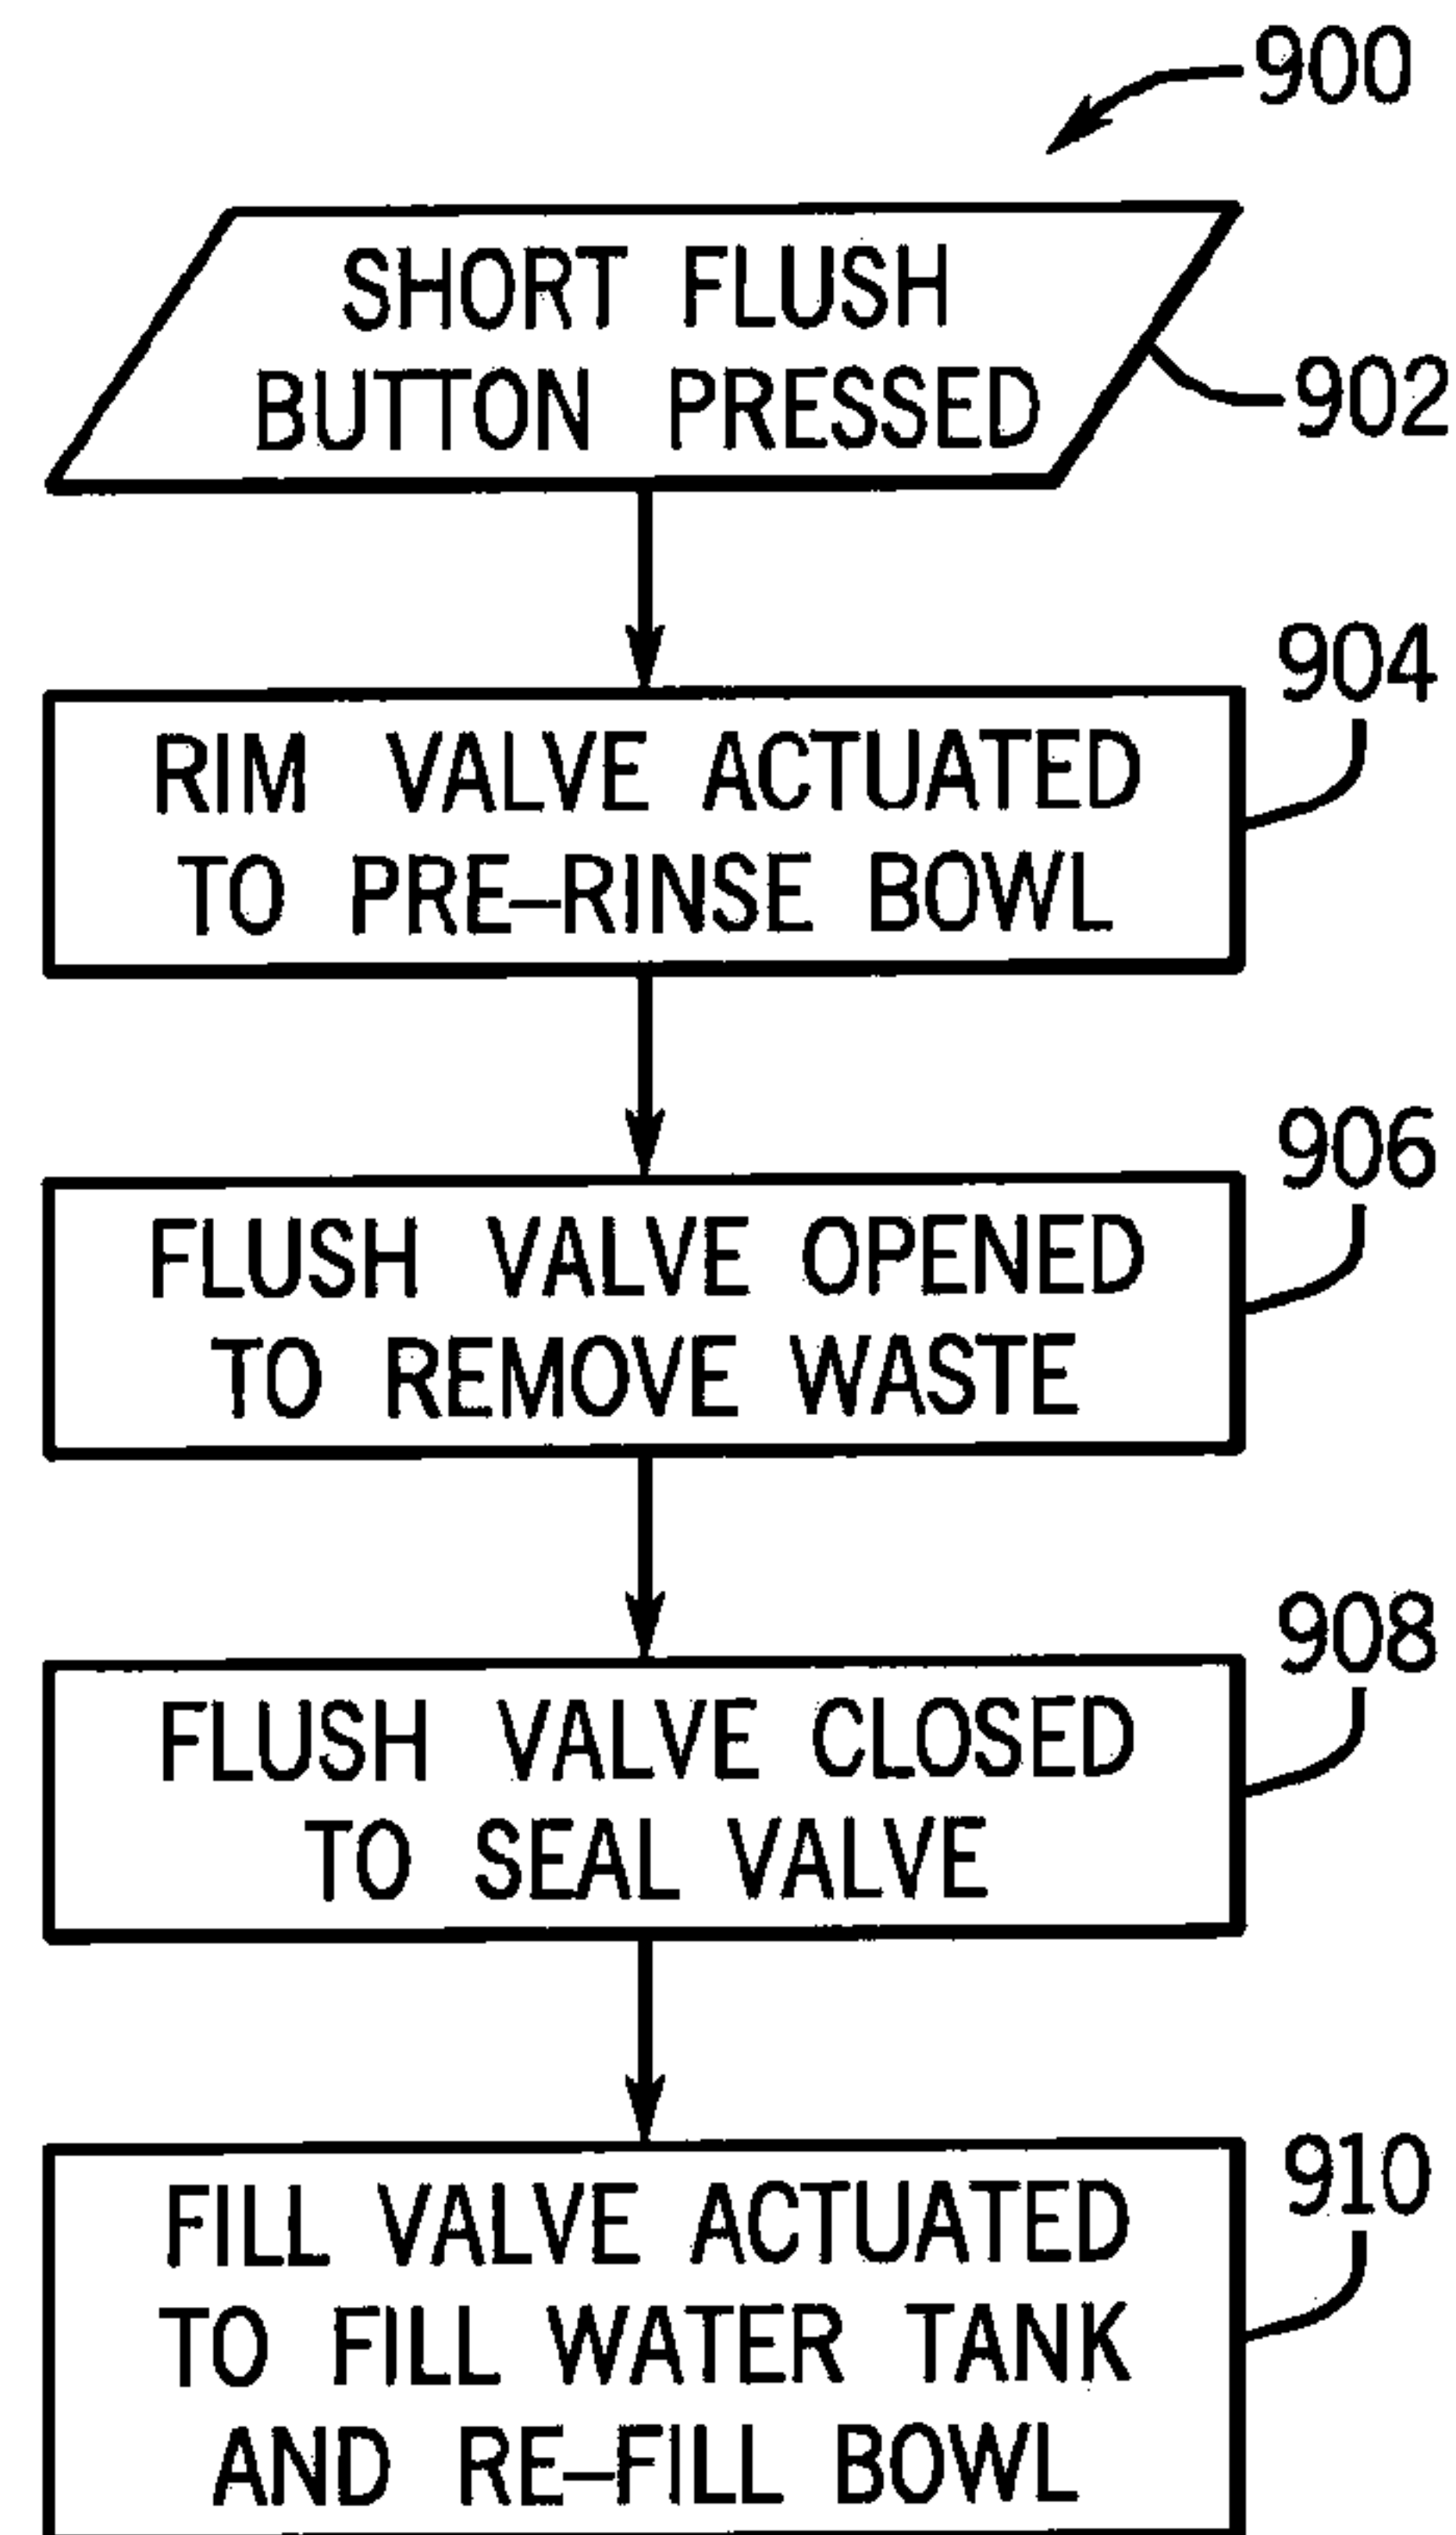 900
SHORT FLUSH
BUTTON PRESSED
902
904
RIM VALVE ACTUATED
TO PRE-RINSE BOWL
906
FLUSH VALVE OPENED
TO REMOVE WASTE
908
FLUSH VALVE CLOSED
TO SEAL VALVE
910
FILL VALVE ACTUATED
TO FILL WATER TANK
AND RE-FILL BOWL